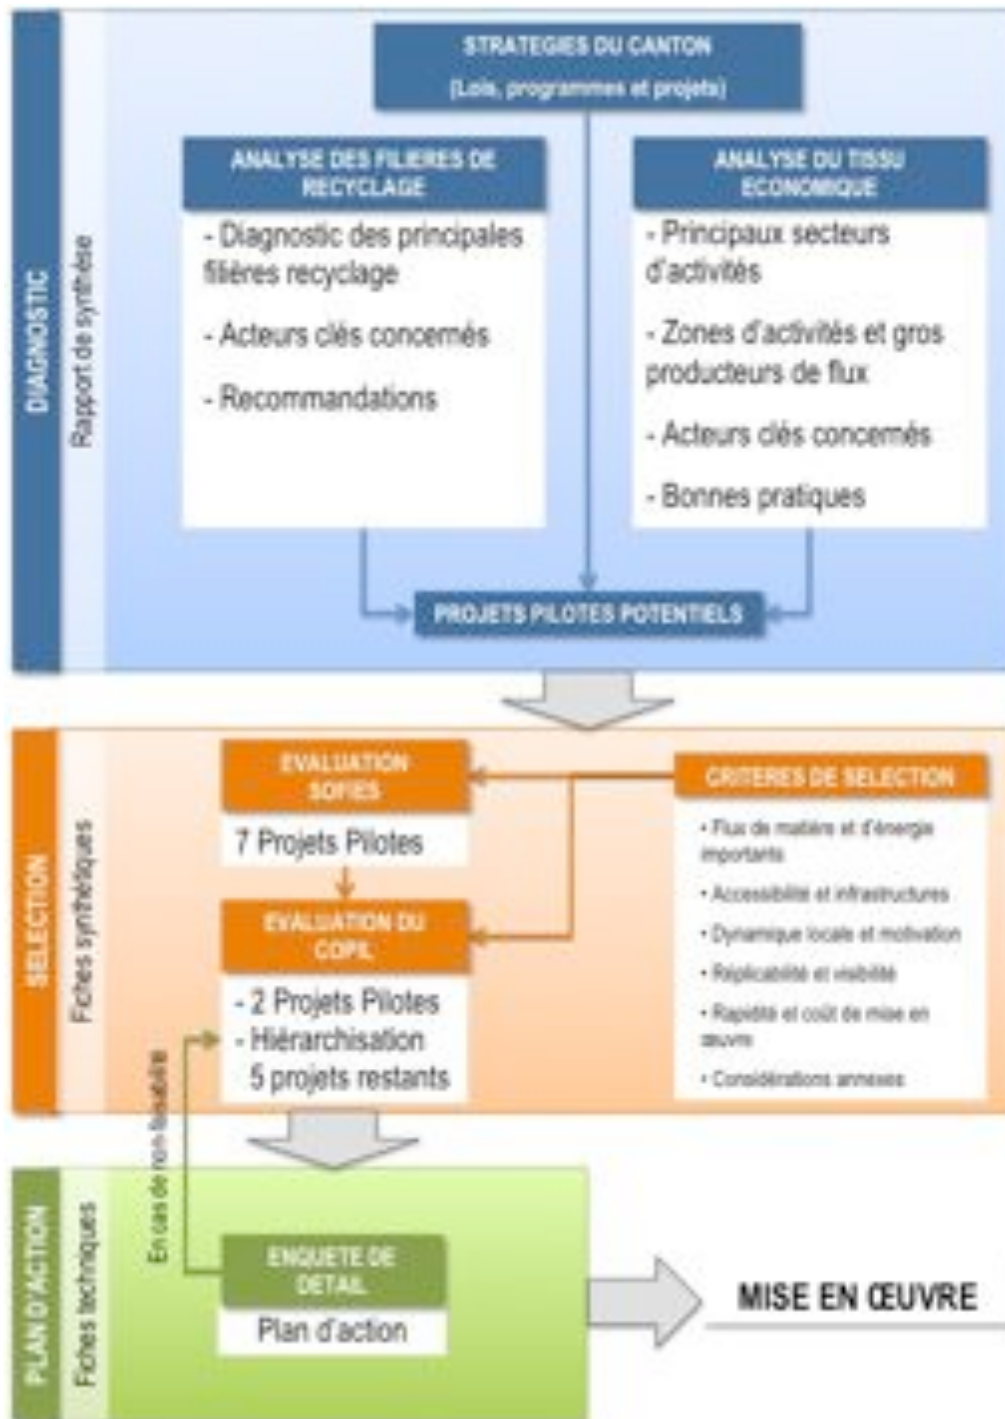 STRATEGIES DU CANTON
(Lois, programmes et projets)
ANALYSE DES FILIERES DE
RECYCLAGE
- Diagnostic des principales
filières recyclage
- Acteurs clés concernés
- Recommandations
ANALYSE DU TISSU
ECONOMIQUE
- Principaux secteurs
d'activités
- Zones d'activités et gros
producteurs de flux
- Acteurs clés concernés
- Bonnes pratiques
PROJETS PILOTES POTENTIELS
DIAGNOSTIC
Rapport de synthèse
EVALUATION
SOFIES
7 Projets Pilotes
EVALUATION DU
COPIL
- 2 Projets Pilotes
- Hiérarchisation
5 projets restants
CRITERES DE SELECTION
• Flux de matière et d'énergie
importants
• Accessibilité et infrastructures
• Dynamique locale et motivation
• Réplicabilité et visibilité
• Rapidité et coût de mise en
œuvre
• Considérations annexes
SELECTION
Fiches synthétiques
En cas de non-faisabilité
ENQUETE DE
DETAIL
Plan d'action
PLAN D'ACTION
Fiches techniques
MISE EN ŒUVRE